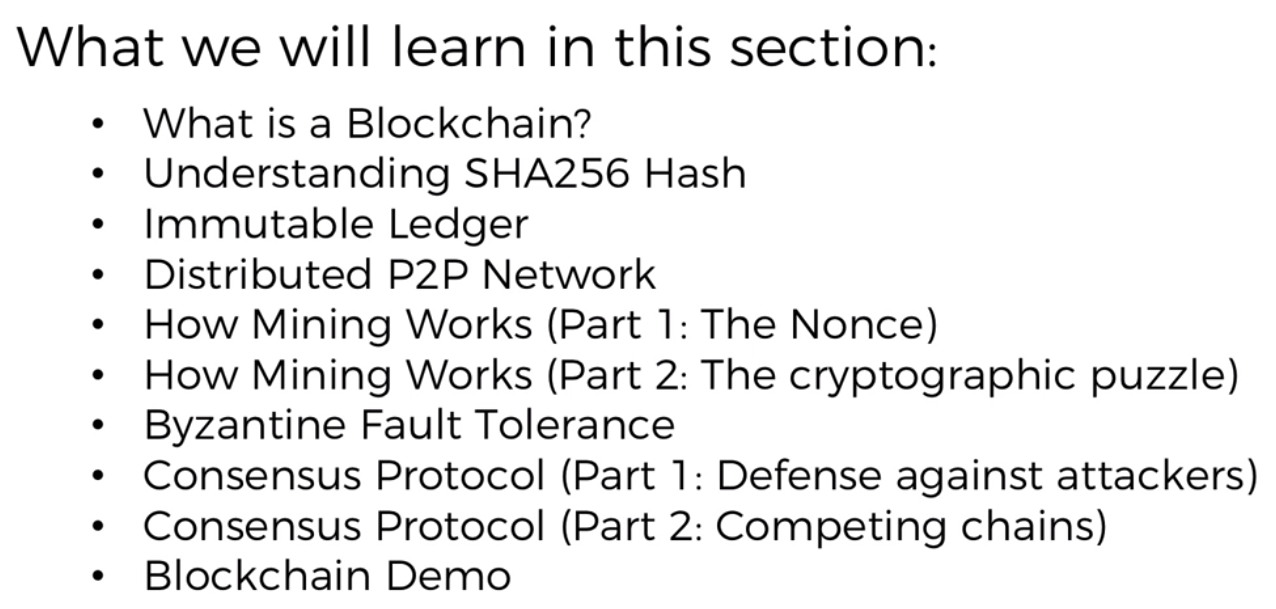 What we will learn in this section:
• What is a Blockchain?
• Understanding SHA256 Hash
• Immutable Ledger
• Distributed P2P Network
• How Mining Works (Part 1: The Nonce)
• How Mining Works (Part 2: The cryptographic puzzle)
• Byzantine Fault Tolerance
• Consensus Protocol (Part 1: Defense against attackers)
• Consensus Protocol (Part 2: Competing chains)
• Blockchain Demo